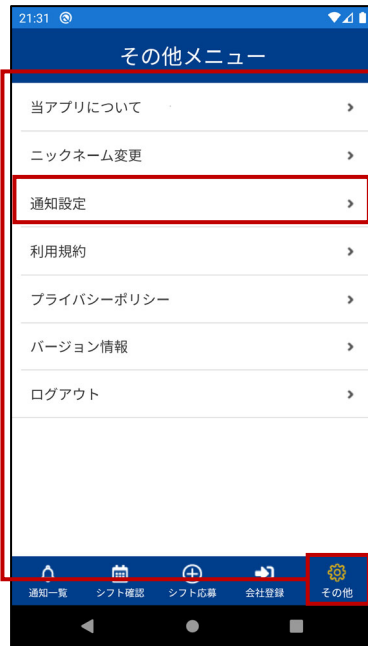 21:31
その他メニュー
当アプリについて
ニックネーム変更
通知設定
利用規約
プライバシーポリシー
バージョン情報
ログアウト
通知一覧 シフト確認 シフト応募 会社登録 その他